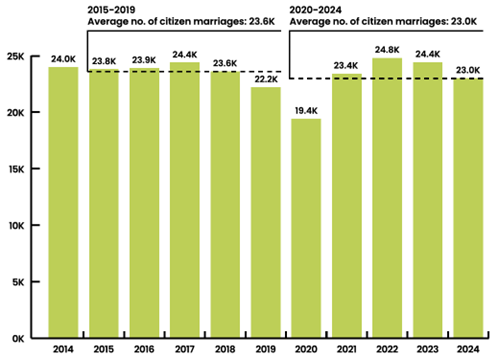 2015–2019
Average no. of citizen marriages: 23.6K
2020–2024
Average no. of citizen marriages: 23.0K
25K
20K
15K
10K
5K
0K
24.0K
23.8K
23.9K
24.4K
23.6K
22.2K
19.4K
23.4K
24.8K
24.4K
23.0K
2014 2015 2016 2017 2018 2019 2020 2021 2022 2023 2024